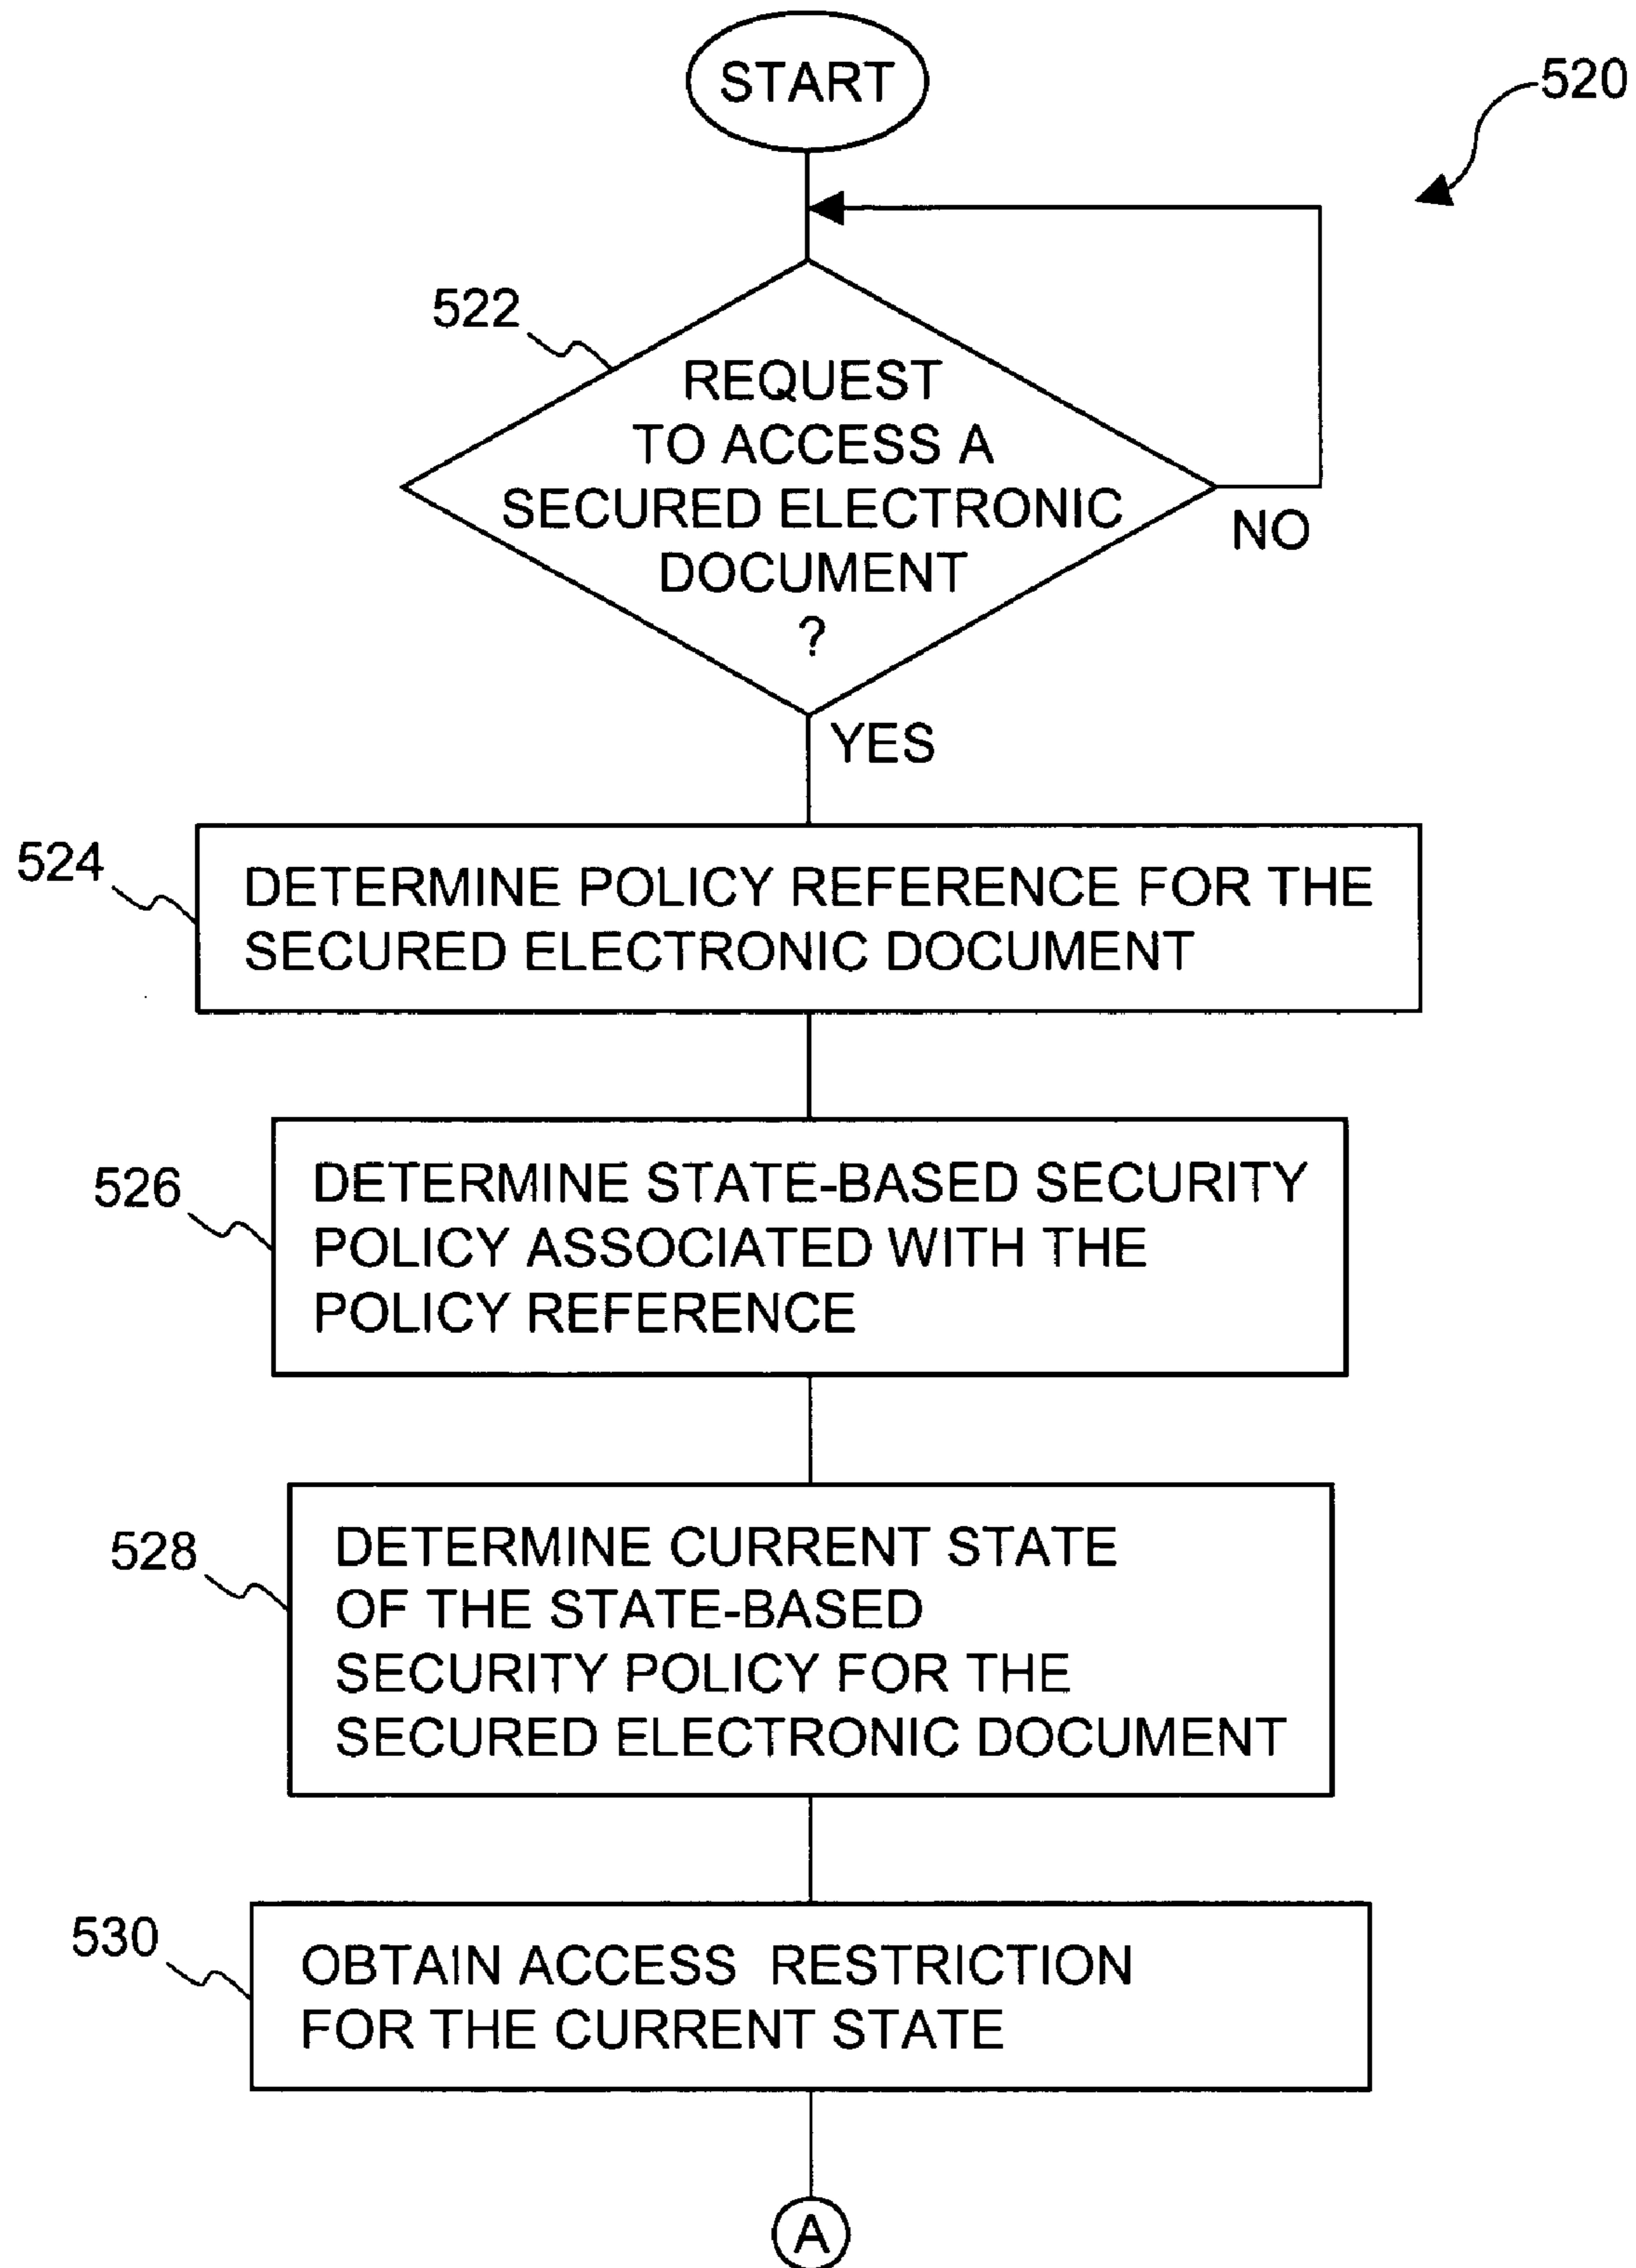 START
520
522
REQUEST
TO ACCESS A
SECURED ELECTRONIC
DOCUMENT
?
NO
YES
524
DETERMINE POLICY REFERENCE FOR THE
SECURED ELECTRONIC DOCUMENT
526
DETERMINE STATE-BASED SECURITY
POLICY ASSOCIATED WITH THE
POLICY REFERENCE
528
DETERMINE CURRENT STATE
OF THE STATE-BASED
SECURITY POLICY FOR THE
SECURED ELECTRONIC DOCUMENT
530
OBTAIN ACCESS RESTRICTION
FOR THE CURRENT STATE
A